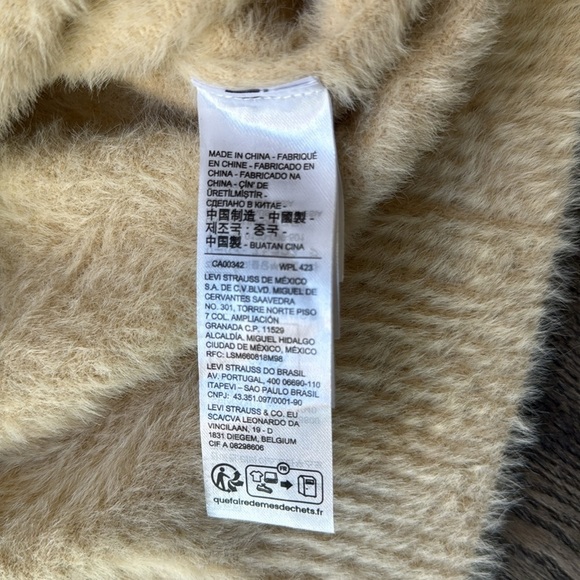 MADE IN CHINA - FABRIQUÉ
EN CHINE - FABRICADO EN
CHINA - FABRICADO NA
CHINA - ÇİN' DE
ÜRETİLMİŞTİR -
СДЕЛАНО В КИТАЕ -
中国制造 - 中國製 -
제조국 : 중국 -
中国製 - BUATAN CINA
CA00342 WPL 423
LEVI STRAUSS DE MÉXICO
S.A. DE C.V.BLVD. MIGUEL DE
CERVANTES SAAVEDRA
NO. 301, TORRE NORTE PISO
7 COL. AMPLIACIÓN
GRANADA C.P. 11529
ALCALDÍA. MIGUEL HIDALGO
CIUDAD DE MÉXICO, MÉXICO
RFC: LSM660818M98
LEVI STRAUSS DO BRASIL
AV. PORTUGAL, 400 06690-110
ITAPEVI – SAO PAULO BRASIL
CNPJ: 43.351.097/0001-90
LEVI STRAUSS & CO. EU
SCA/CVA LEONARDO DA
VINCILAAN, 19 - D
1831 DIEGEM, BELGIUM
CIF A 08298606
FR
quefairedemesdechets.fr